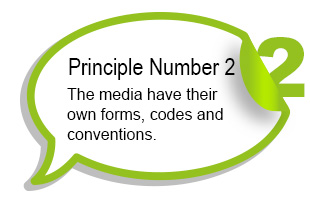 Principle Number 2
2
The media have their
own forms, codes and
conventions.